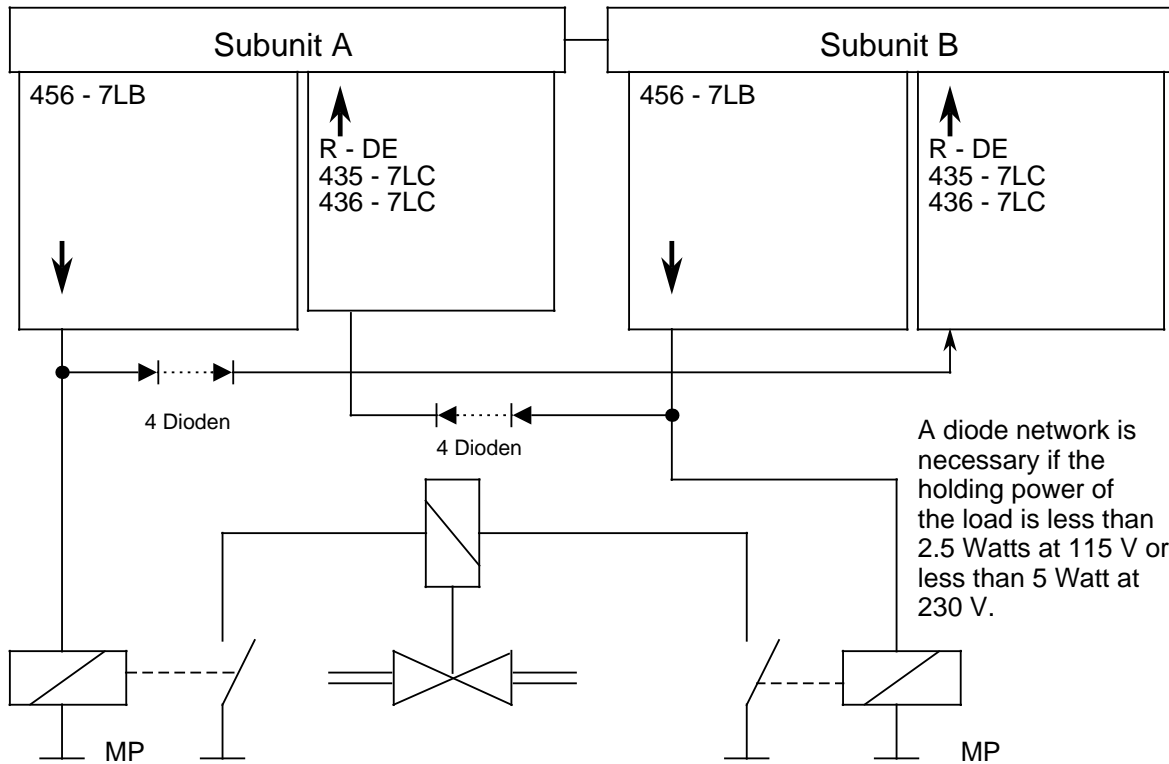 Subunit A
Subunit B
456 - 7LB
R - DE
435 - 7LC
436 - 7LC
456 - 7LB
R - DE
435 - 7LC
436 - 7LC
4 Dioden
4 Dioden
A diode network is
necessary if the
holding power of
the load is less than
2.5 Watts at 115 V or
less than 5 Watt at
230 V.
MP
MP